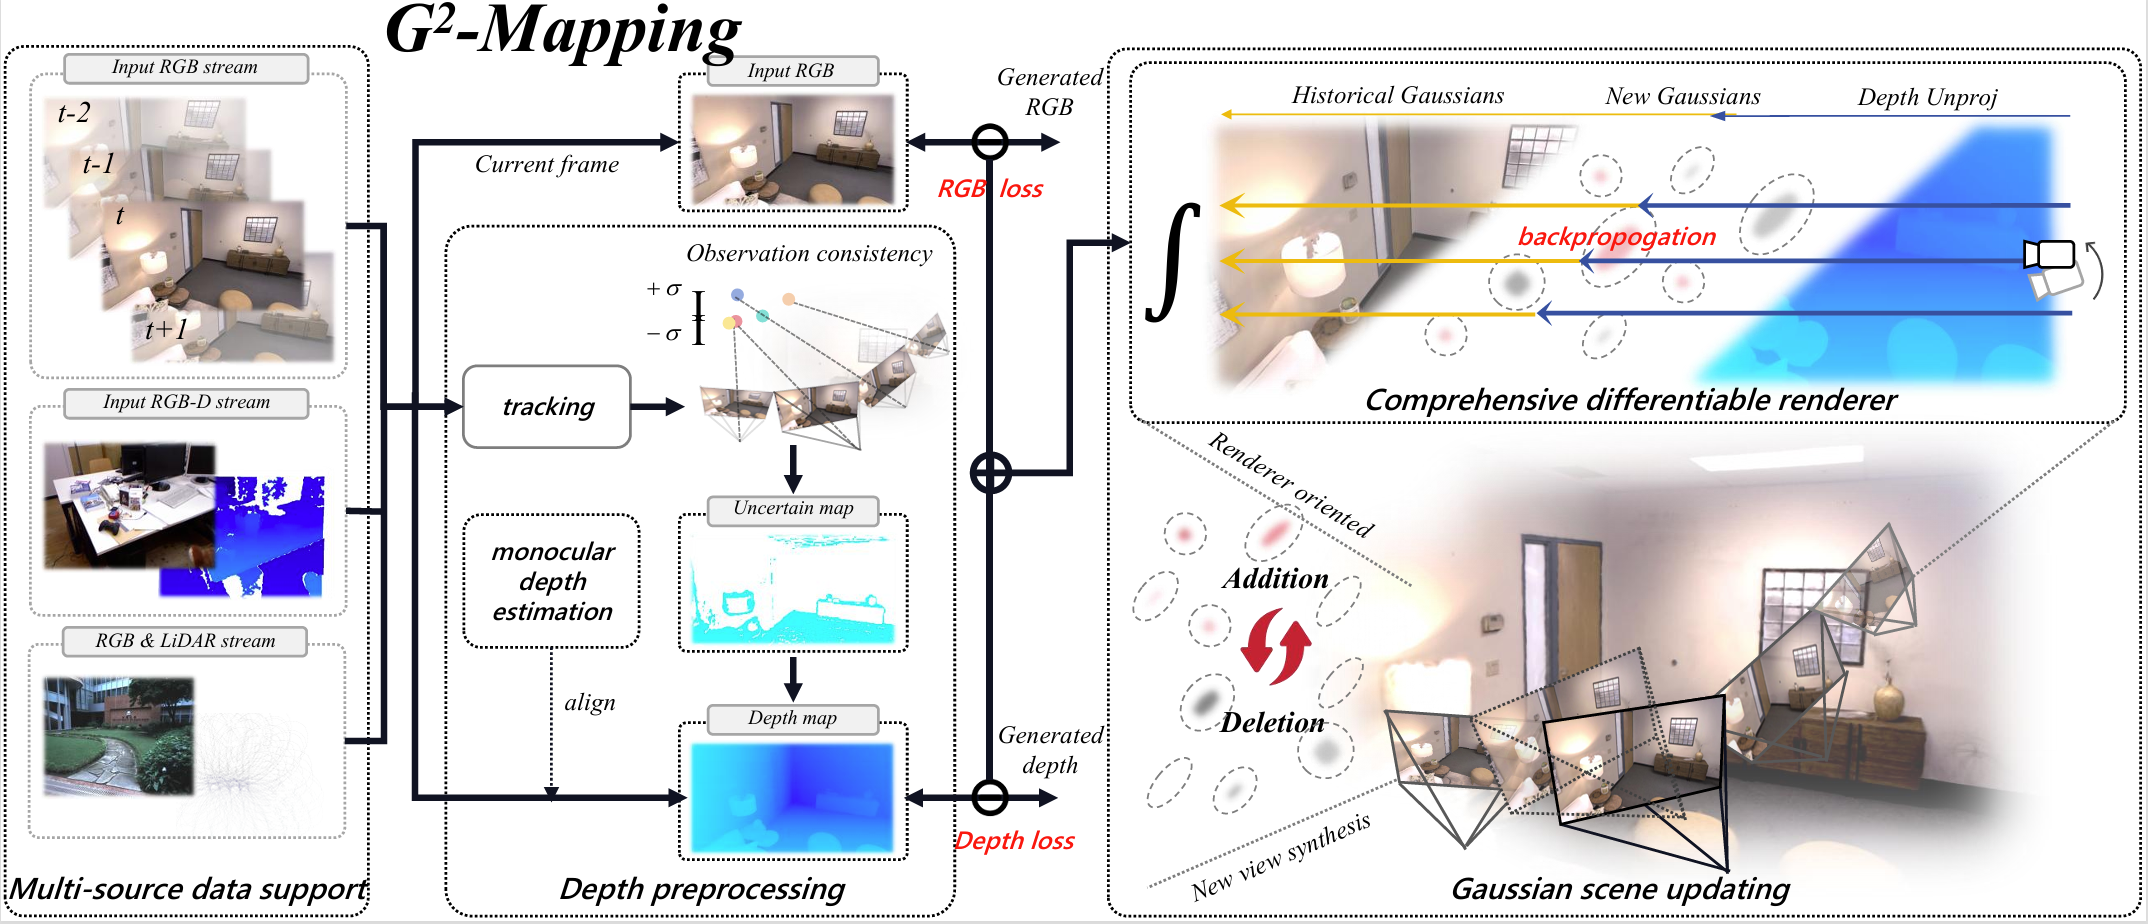 G²-Mapping
Input RGB stream
t-2
t-1
t
t+1
Input RGB-D stream
RGB & LiDAR stream
Multi-source data support
Current frame
Input RGB
Generated
RGB
RGB loss
Observation consistency
+ σ
− σ
tracking
Uncertain map
monocular
depth
estimation
align
Depth map
Generated
depth
Depth loss
Depth preprocessing
Historical Gaussians
New Gaussians
Depth Unproj
∫
backpropogation
Comprehensive differentiable renderer
Renderer oriented
Addition
Deletion
New view synthesis
Gaussian scene updating